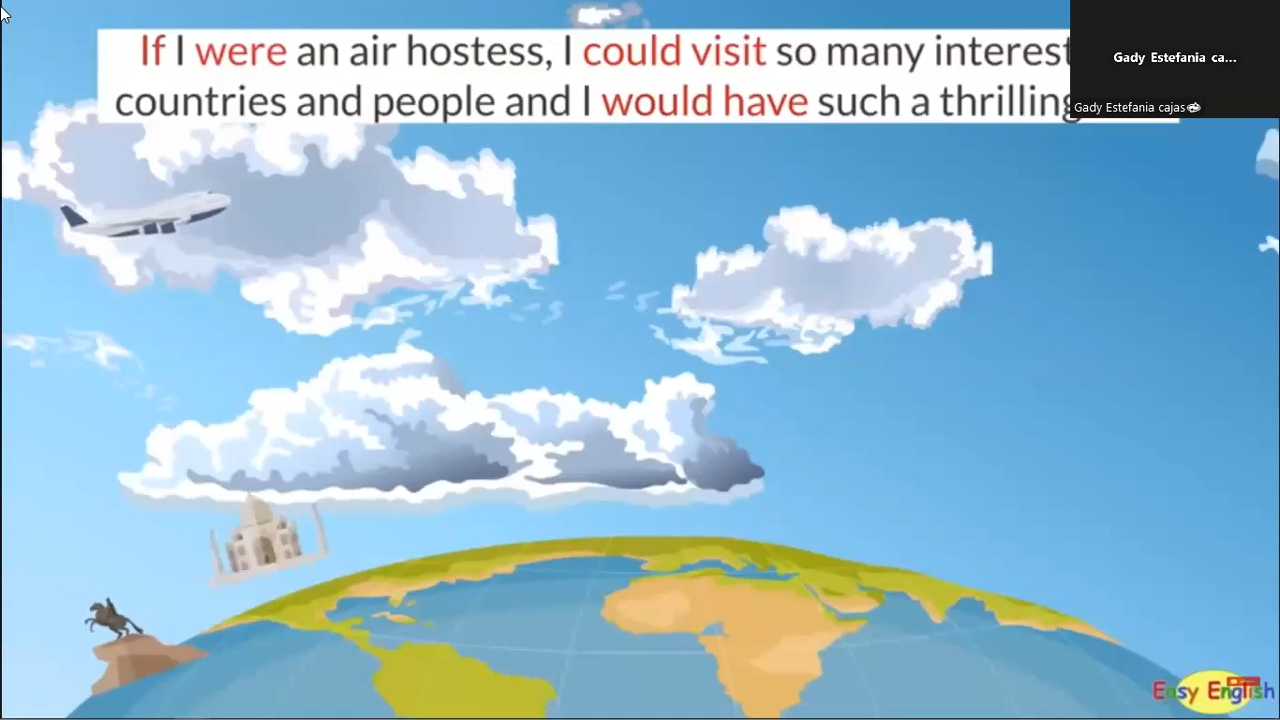 If I were an air hostess, I could visit so many interest
countries and people and I would have such a thrilling
Gady Estefania ca...
Gady Estefania cajas
Easy English